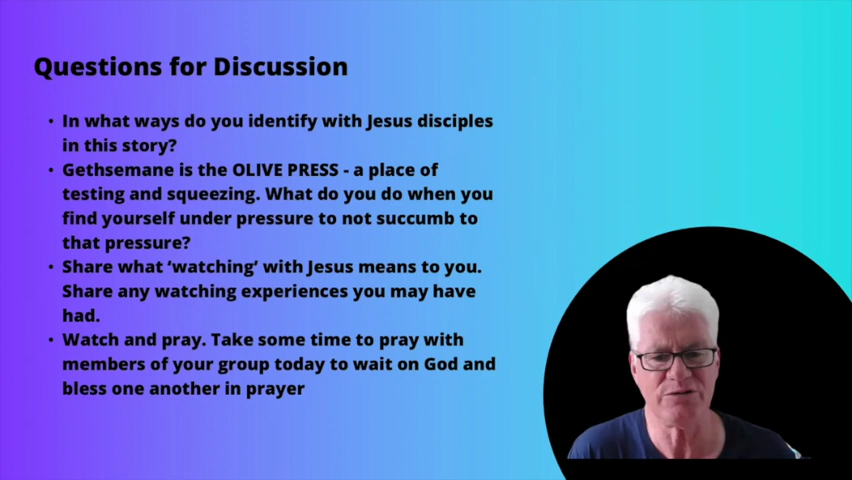 Questions for Discussion
• In what ways do you identify with Jesus disciples
in this story?
• Gethsemane is the OLIVE PRESS - a place of
testing and squeezing. What do you do when you
find yourself under pressure to not succumb to
that pressure?
• Share what ‘watching’ with Jesus means to you.
Share any watching experiences you may have
had.
• Watch and pray. Take some time to pray with
members of your group today to wait on God and
bless one another in prayer